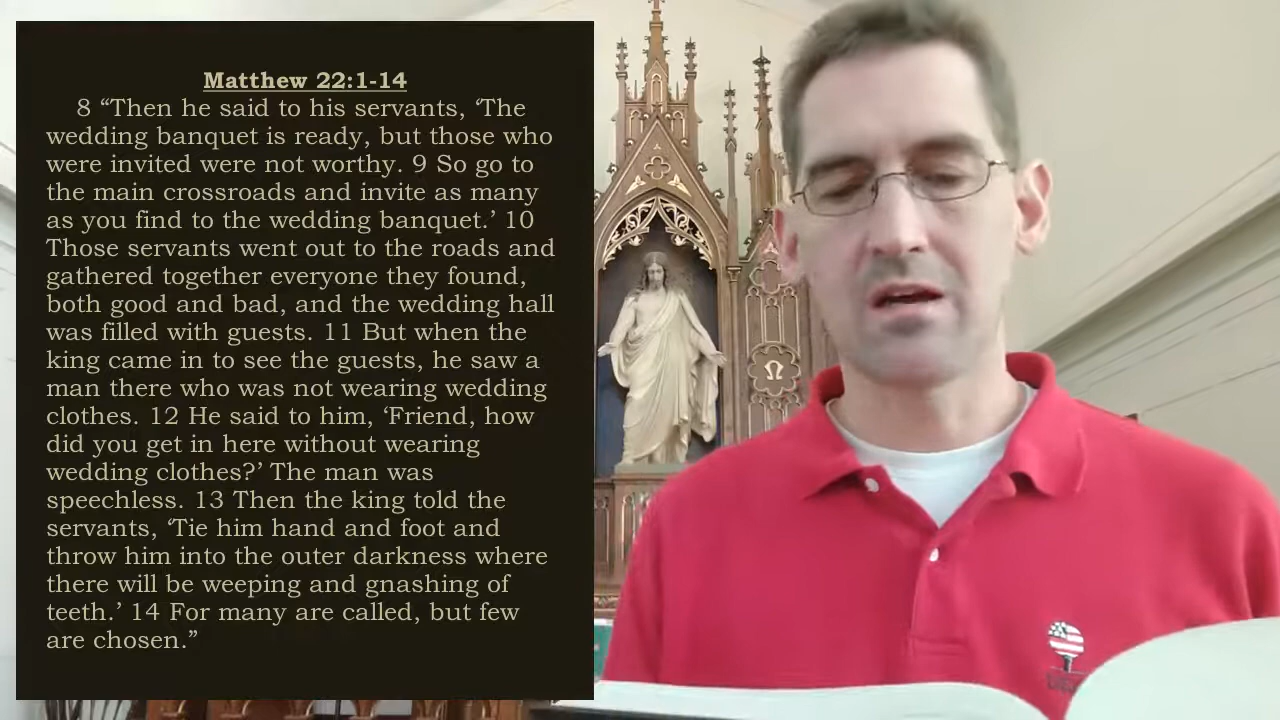 Matthew 22:1-14
8 “Then he said to his servants, ‘The
wedding banquet is ready, but those who
were invited were not worthy. 9 So go to
the main crossroads and invite as many
as you find to the wedding banquet.’ 10
Those servants went out to the roads and
gathered together everyone they found,
both good and bad, and the wedding hall
was filled with guests. 11 But when the
king came in to see the guests, he saw a
man there who was not wearing wedding
clothes. 12 He said to him, ‘Friend, how
did you get in here without wearing
wedding clothes?’ The man was
speechless. 13 Then the king told the
servants, ‘Tie him hand and foot and
throw him into the outer darkness where
there will be weeping and gnashing of
teeth.’ 14 For many are called, but few
are chosen.”
Ω